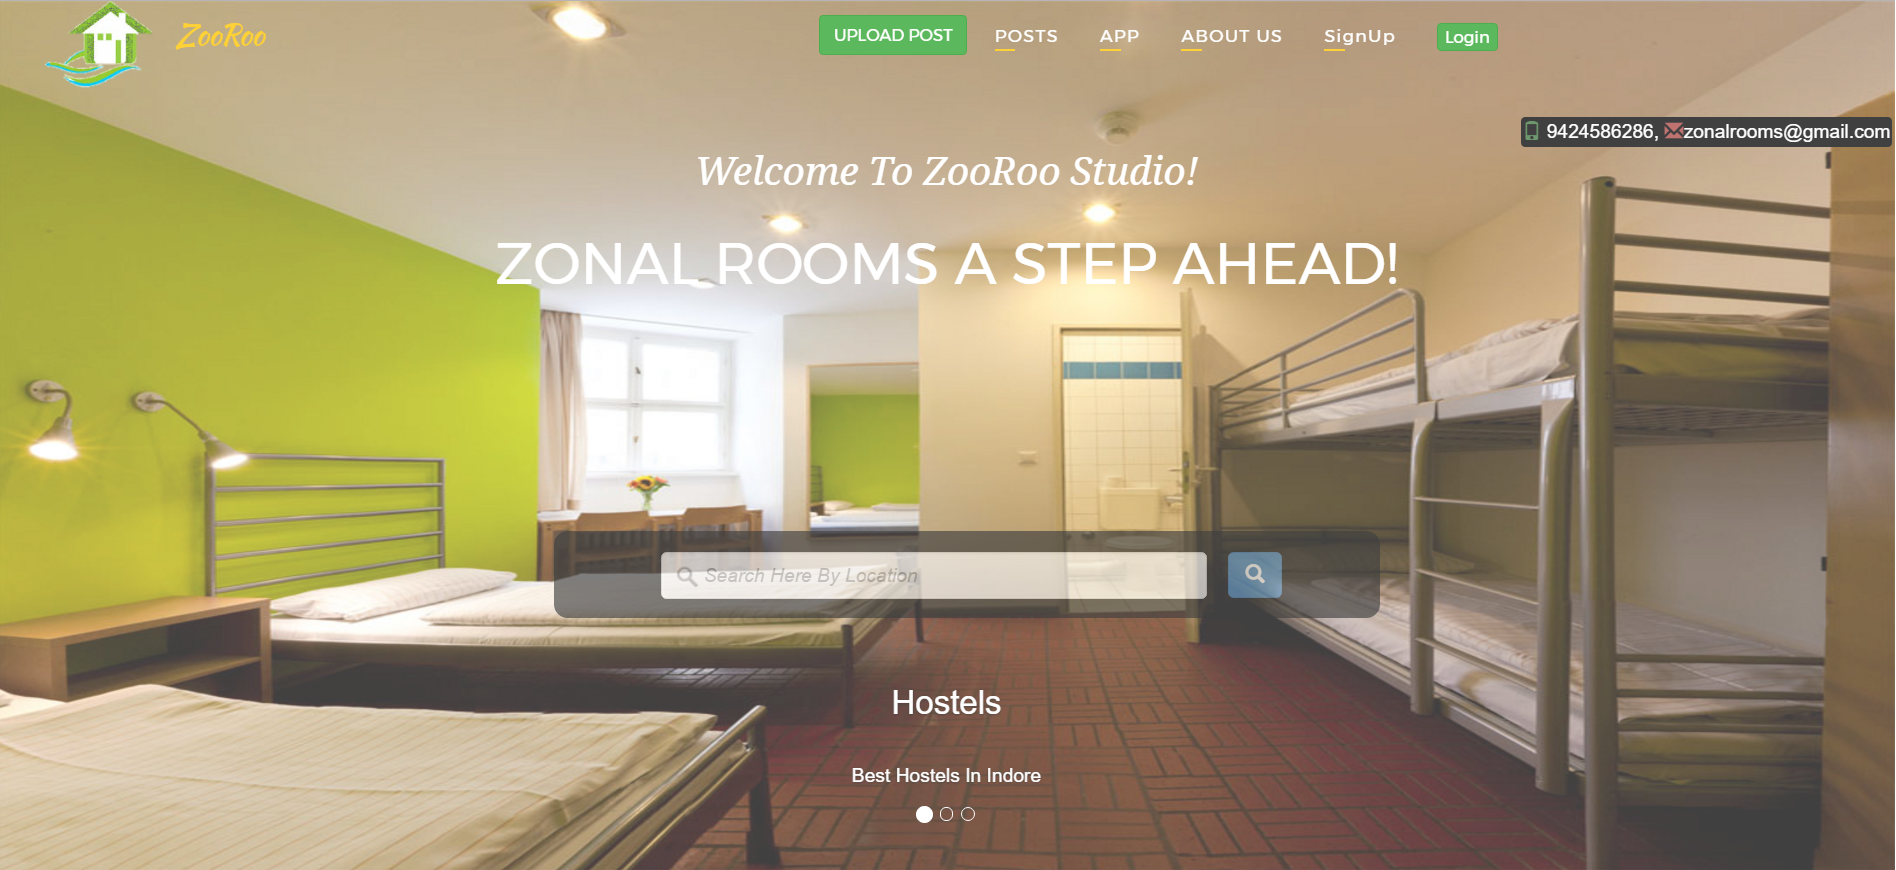 ZooRoo
UPLOAD POST
POSTS
APP
ABOUT US
SignUp
Login
9424586286, zonalrooms@gmail.com
Welcome To ZooRoo Studio!
ZONAL ROOMS A STEP AHEAD!
Search Here By Location
Hostels
Best Hostels In Indore